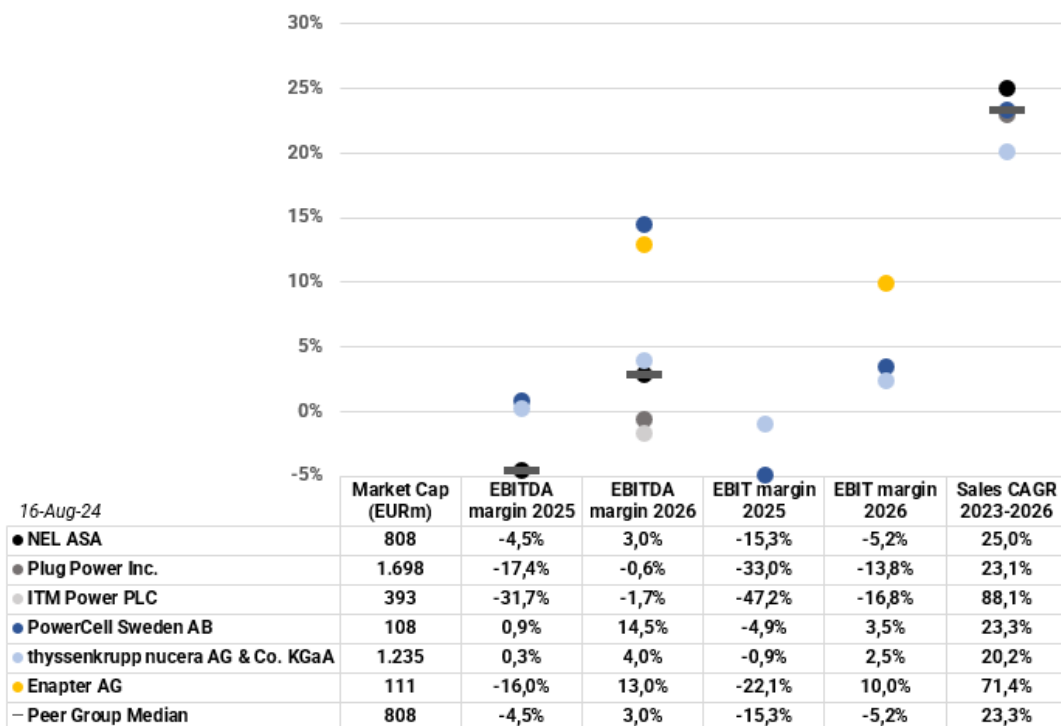 30%
25%
20%
15%
10%
5%
0%
-5%
16-Aug-24 Market Cap (EURm) EBITDA margin 2025 EBITDA margin 2026 EBIT margin 2025 EBIT margin 2026 Sales CAGR 2023-2026
NEL ASA 808 -4,5% 3,0% -15,3% -5,2% 25,0%
Plug Power Inc. 1.698 -17,4% -0,6% -33,0% -13,8% 23,1%
ITM Power PLC 393 -31,7% -1,7% -47,2% -16,8% 88,1%
PowerCell Sweden AB 108 0,9% 14,5% -4,9% 3,5% 23,3%
thyssenkrupp nucera AG & Co. KGaA 1.235 0,3% 4,0% -0,9% 2,5% 20,2%
Enapter AG 111 -16,0% 13,0% -22,1% 10,0% 71,4%
Peer Group Median 808 -4,5% 3,0% -15,3% -5,2% 23,3%